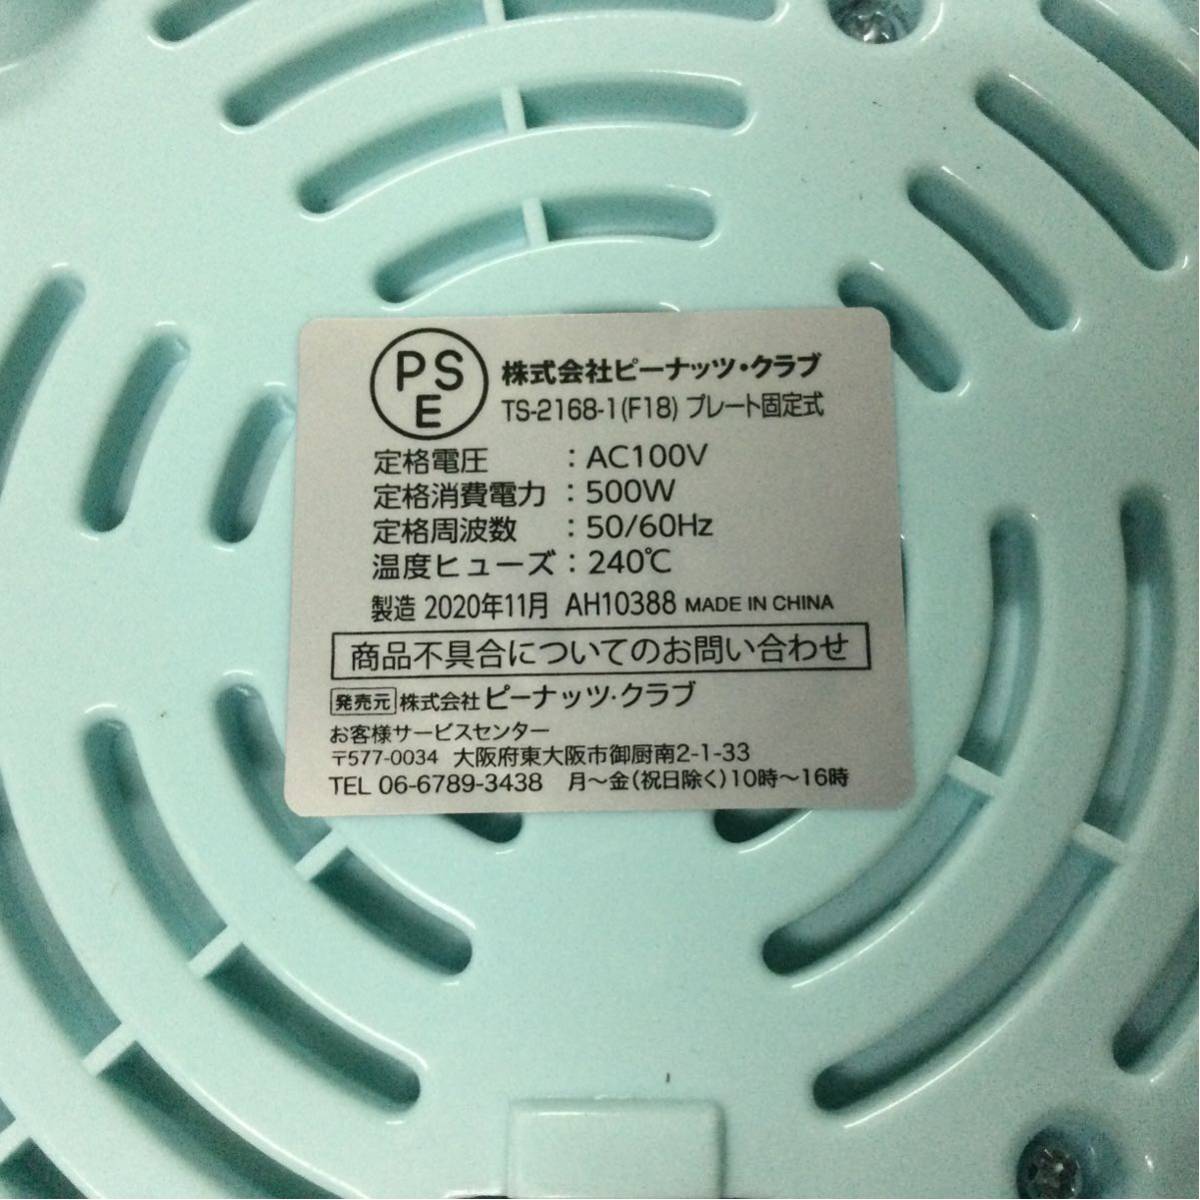 PSE 株式会社ピーナッツ・クラブ
TS-2168-1(F18) プレート固定式
定格電圧 : AC100V
定格消費電力 : 500W
定格周波数 : 50/60Hz
温度ヒューズ : 240℃
製造 2020年11月 AH10388 MADE IN CHINA
商品不具合についてのお問い合わせ
発売元 株式会社 ピーナッツ・クラブ
お客様サービスセンター
〒577-0034 大阪府東大阪市御厨南2-1-33
TEL 06-6789-3438 月～金(祝日除く)10時～16時